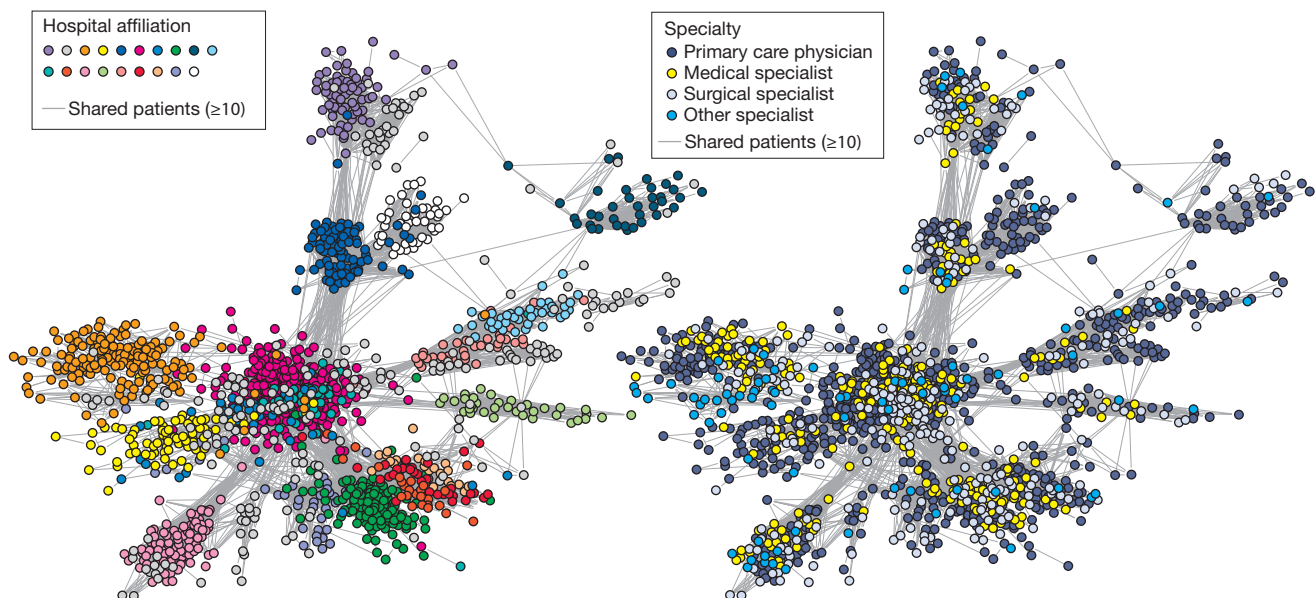 Hospital affiliation
Shared patients (≥10)
Specialty
Primary care physician
Medical specialist
Surgical specialist
Other specialist
Shared patients (≥10)